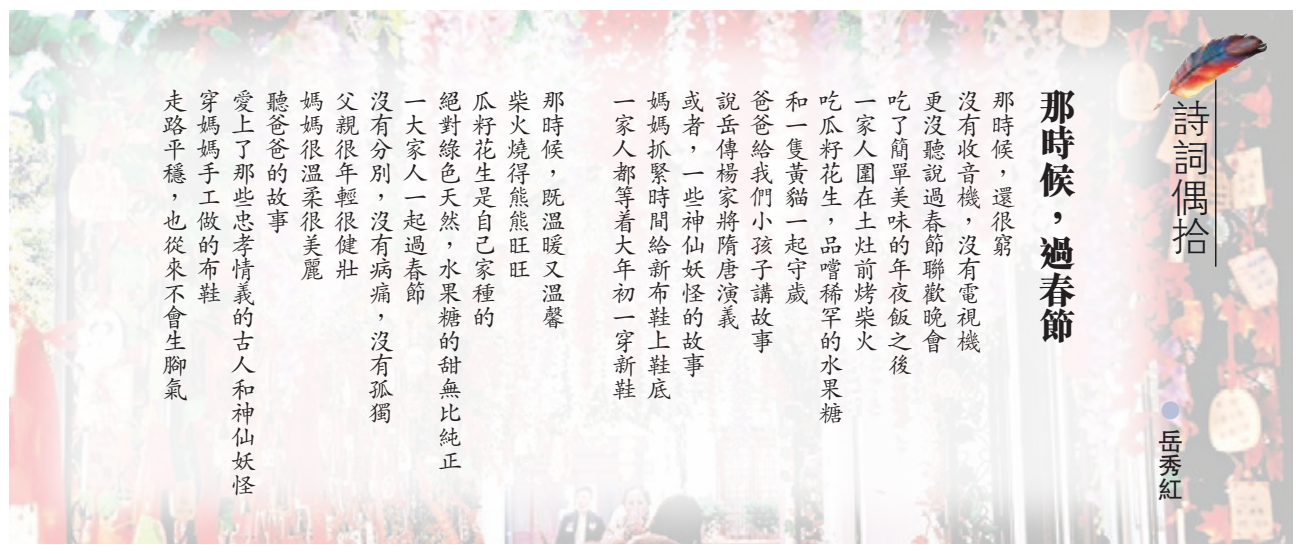 詩詞偶拾
岳秀紅
那時候，過春節
那時候，還很窮
沒有收音機，沒有電視機
更沒聽說過春節聯歡晚會
吃了簡單美味的年夜飯之後
一家人圍在土灶前烤柴火
吃瓜籽花生，品嚐稀罕的水果糖
和一隻黃貓一起守歲
爸爸給我們小孩子講故事
說岳傳楊家將隋唐演義
或者，一些神仙妖怪的故事
媽媽抓緊時間給新布鞋上鞋底
一家人都等着大年初一穿新鞋
那時候，既溫暖又溫馨
柴火燒得熊熊旺旺
瓜籽花生是自己家種的
絕對綠色天然，水果糖的甜無比純正
一大家人一起過春節
沒有分別，沒有病痛，沒有孤獨
父親很年輕很健壯
媽媽很溫柔很美麗
聽爸爸的故事
愛上了那些忠孝情義的古人和神仙妖怪
穿媽媽手工做的布鞋
走路平穩，也從來不會生腳氣